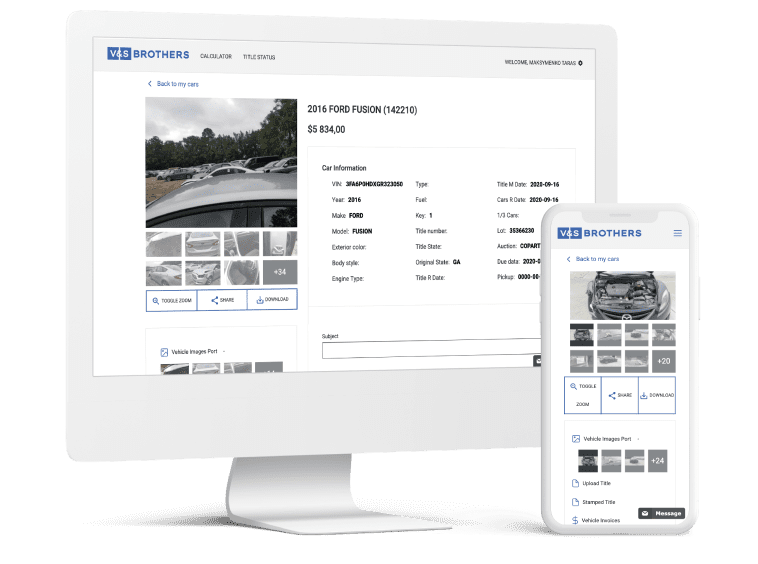 V&S BROTHERS
CALCULATOR
TITLE STATUS
WELCOME, MAKSYMENKO TARAS
Back to my cars
2016 FORD FUSION (142210)
$5 834,00
Car Information
VIN: 3FA6P0HDXGR323050
Type:
Title M Date: 2020-09-16
Year: 2016
Fuel:
Cars R Date: 2020-09-16
Make FORD
Key: 1
1/3 Cars:
Model: FUSION
Title number:
Lot: 35366230
Exterior color:
Title State:
Auction: COPART
Body style:
Original State: GA
Due date: 2020-0
Engine Type:
Title R Date:
Pickup: 0000-00-
+34
TOGGLE ZOOM
SHARE
DOWNLOAD
Vehicle Images Port -
Subject
V&S BROTHERS
Back to my cars
+20
TOGGLE
ZOOM
SHARE
DOWNLOAD
Vehicle Images Port -
+24
Upload Title
Stamped Title
Vehicle Invoices
Message